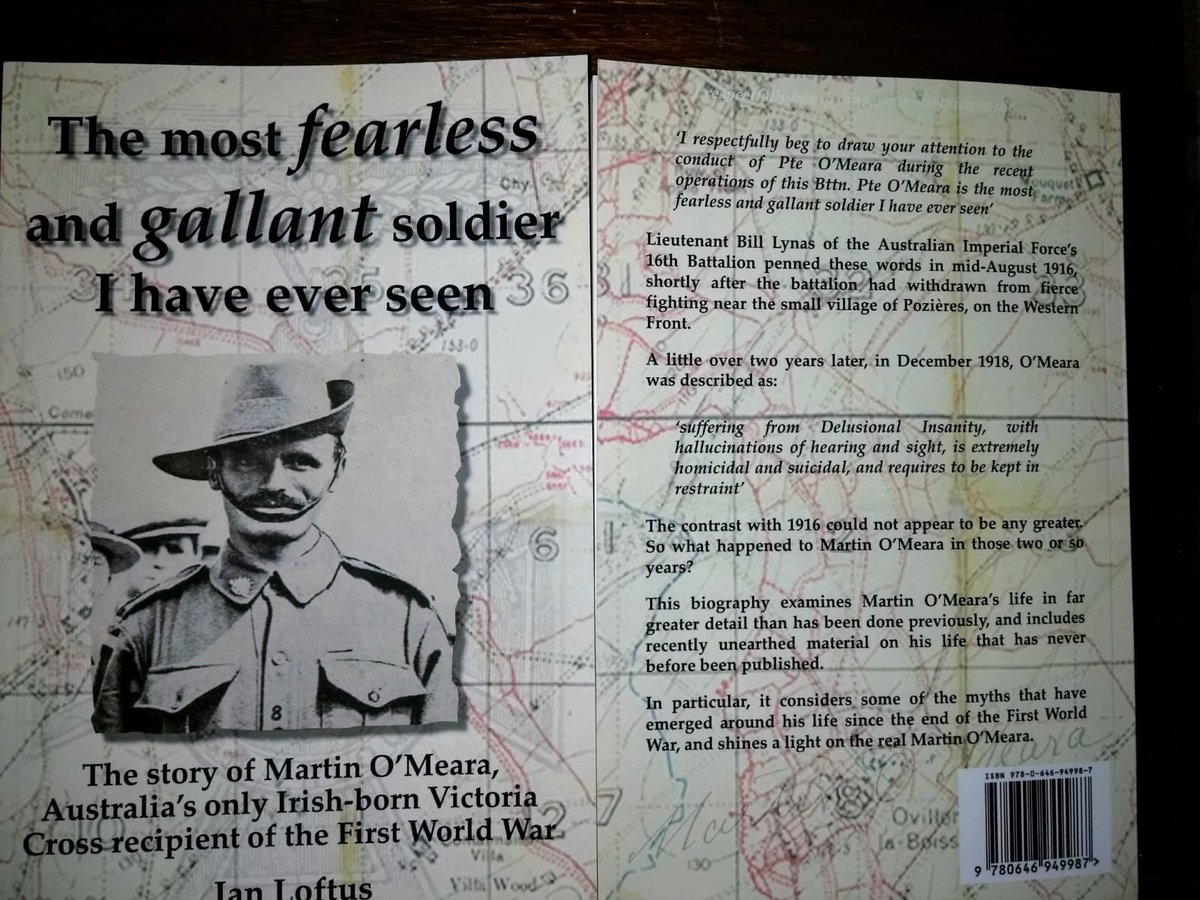 The most fearless
and gallant soldier
I have ever seen
36
35
153-0
150
6
8
The story of Martin O'Meara,
Australia's only Irish-born Victoria
Cross recipient of the First World War
Villa
Villa Wood
Ian Loftus
'I respectfully beg to draw your attention to the
conduct of Pte O'Meara during the recent
operations of this Bttn. Pte O'Meara is the most
fearless and gallant soldier I have ever seen'
Lieutenant Bill Lynas of the Australian Imperial Force's
16th Battalion penned these words in mid-August 1916,
shortly after the battalion had withdrawn from fierce
fighting near the small village of Pozières, on the Western
Front.
A little over two years later, in December 1918, O'Meara
was described as:
'suffering from Delusional Insanity, with
hallucinations of hearing and sight, is extremely
homicidal and suicidal, and requires to be kept in
restraint'
The contrast with 1916 could not appear to be any greater.
So what happened to Martin O'Meara in those two or so
years?
This biography examines Martin O'Meara's life in far
greater detail than has been done previously, and includes
recently unearthed material on his life that has never
before been published.
In particular, it considers some of the myths that have
emerged around his life since the end of the First World
War, and shines a light on the real Martin O'Meara.
130
ISBN 978-0-646-94998-7
9 780646 949987 >